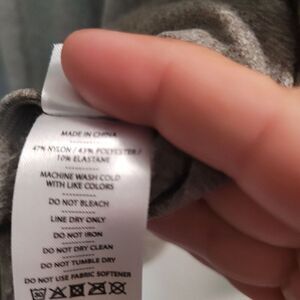 MADE IN CHINA
47% NYLON / 43% POLYESTER /
10% ELASTANE
MACHINE WASH COLD
WITH LIKE COLORS
DO NOT BLEACH
LINE DRY ONLY
DO NOT IRON
DO NOT DRY CLEAN
DO NOT TUMBLE DRY
DO NOT USE FABRIC SOFTENER
30